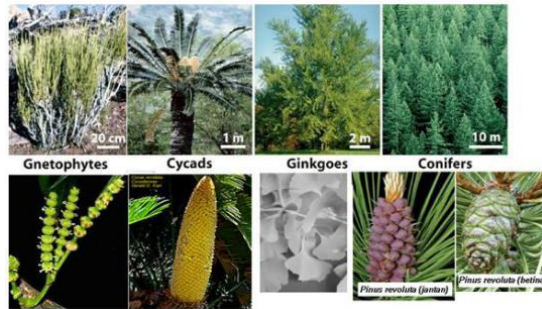 20 cm
1 m
2 m
10 m
Gnetophytes
Cycads
Ginkgoes
Conifers
Pinus revoluta (jantan)
Pinus revoluta (betina